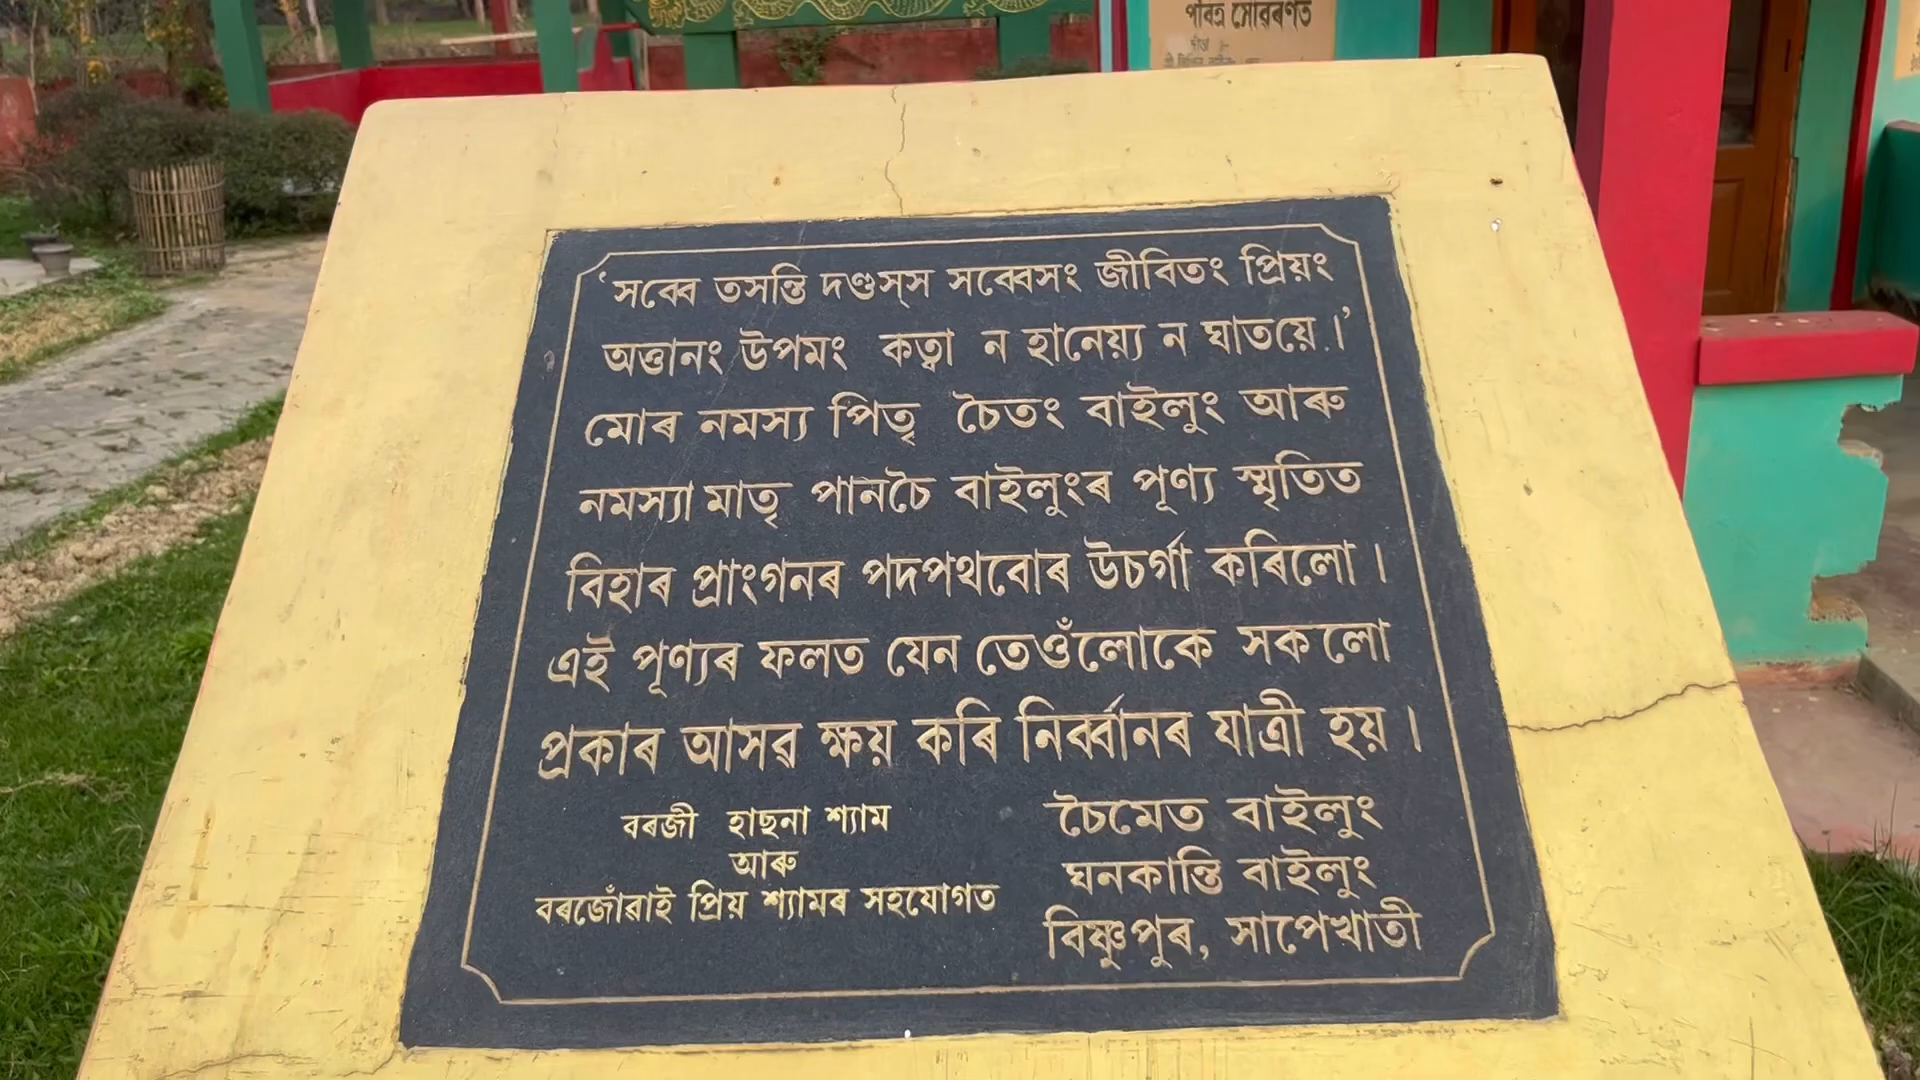 পবিত্ৰ সোঁৱৰণত
‘সব্বে তসন্তি দণ্ডস্স সব্বেসং জীবিতং প্ৰিয়ং
অত্তানং উপমং কত্বা ন হানেয়্য ন ঘাতয়ে।’
মোৰ নমস্য পিতৃ চৈতং বাইলুং আৰু
নমস্যা মাতৃ পানচৈ বাইলুংৰ পূণ্য স্মৃতিত
বিহাৰ প্ৰাংগনৰ পদপথবোৰ উচৰ্গা কৰিলো।
এই পূণ্যৰ ফলত যেন তেওঁলোকে সকলো
প্ৰকাৰ আসৱ ক্ষয় কৰি নিৰ্ব্বানৰ যাত্ৰী হয়।
বৰজী হাছনা শ্যাম
আৰু
বৰজোঁৱাই প্ৰিয় শ্যামৰ সহযোগত
চৈমেত বাইলুং
ঘনকান্তি বাইলুং
বিষ্ণুপুৰ, সাপেখাতী